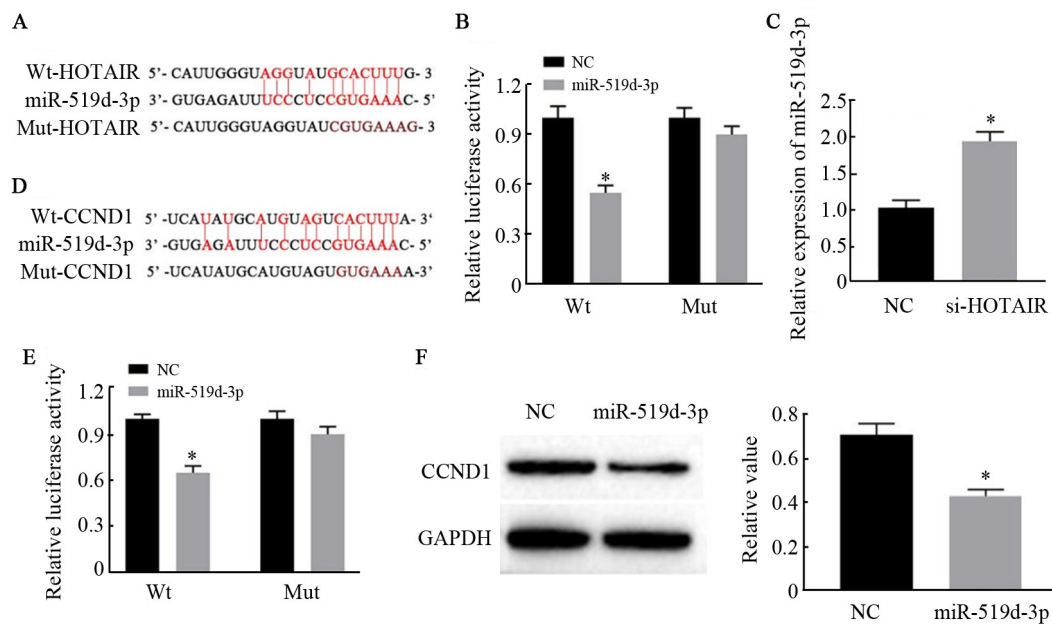 A
Wt-HOTAIR 5'- CAUUGGGUAGGUAUGCACUUUG- 3
miR-519d-3p 3'- GUGAGAUUUCCCUCCGUGAAAC- 5'
Mut-HOTAIR 5'- CAUUGGGUAGGUAUCGUGAAAG- 3
D
Wt-CCND1 5' -UCAUAUGCAUGUAGUCACUUUA- 3'
miR-519d-3p 3'- GUGAGAUUUCCCUCCGUGAAAC- 5'
Mut-CCND1 5' -UCAUAUGCAUGUAGUGUGAAAA-3'
B
NC
miR-519d-3p
Relative luciferase activity
1.2
0.9
0.6
0.3
0
*
Wt Mut
C
Relative expression of miR-519d-3p
2.5
2.0
1.5
1.0
0.5
0
*
NC si-HOTAIR
E
NC
miR-519d-3p
Relative luciferase activity
1.2
0.9
0.6
0.3
0
*
Wt Mut
F
NC miR-519d-3p
CCND1
GAPDH
Relative value
0.8
0.6
0.4
0.2
0
*
NC miR-519d-3p